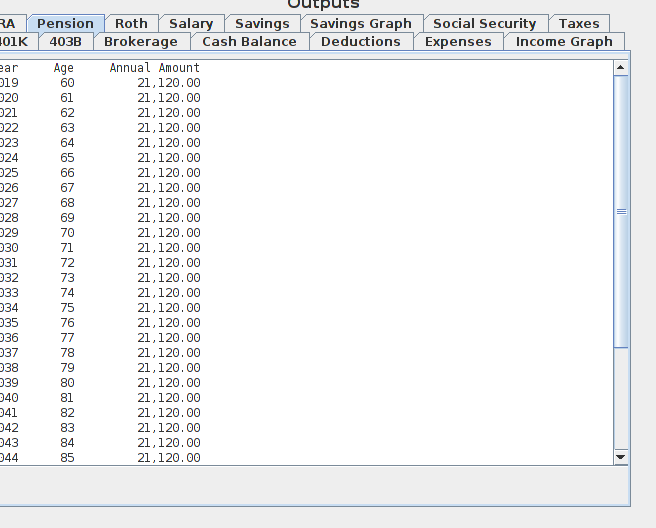 Outputs
RA Pension Roth Salary Savings Savings Graph Social Security Taxes
401K 403B Brokerage Cash Balance Deductions Expenses Income Graph
ear Age Annual Amount
019 60 21,120.00
020 61 21,120.00
021 62 21,120.00
022 63 21,120.00
023 64 21,120.00
024 65 21,120.00
025 66 21,120.00
026 67 21,120.00
027 68 21,120.00
028 69 21,120.00
029 70 21,120.00
030 71 21,120.00
031 72 21,120.00
032 73 21,120.00
033 74 21,120.00
034 75 21,120.00
035 76 21,120.00
036 77 21,120.00
037 78 21,120.00
038 79 21,120.00
039 80 21,120.00
040 81 21,120.00
041 82 21,120.00
042 83 21,120.00
043 84 21,120.00
044 85 21,120.00